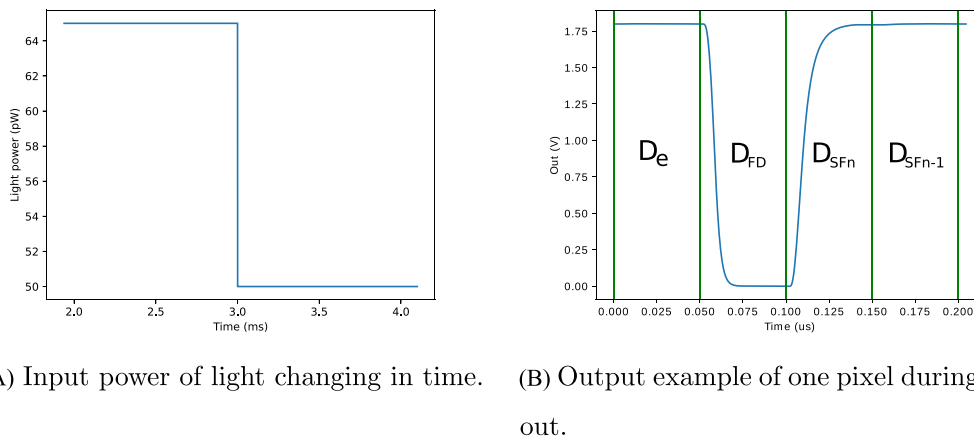 64
62
60
58
56
54
52
50
Light power (pW)
2.0 2.5 3.0 3.5 4.0
Time (ms)
1.75
1.50
1.25
1.00
0.75
0.50
0.25
0.00
Out (V)
De DFD DSFn DSFn-1
0.000 0.025 0.050 0.075 0.100 0.125 0.150 0.175 0.200
Time (us)
) Input power of light changing in time.
(B) Output example of one pixel during
out.